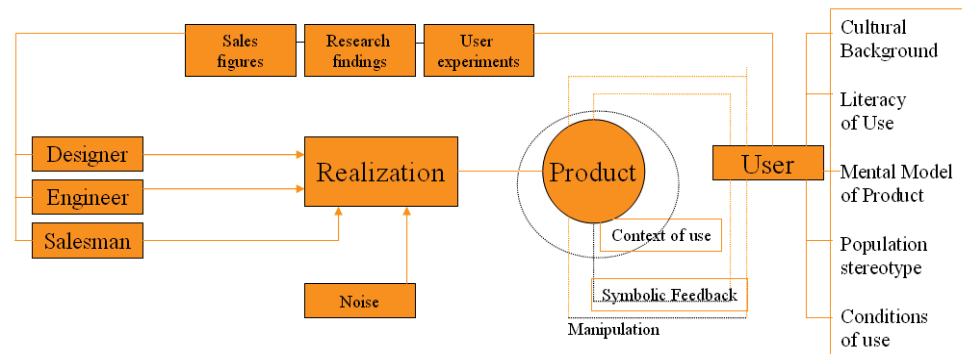 Sales
figures
Research
findings
User
experiments
Cultural
Background
Literacy
of Use
Designer
Engineer
Salesman
Realization
Product
User
Mental Model
of Product
Context of use
Population
stereotype
Noise
Symbolic Feedback
Manipulation
Conditions
of use